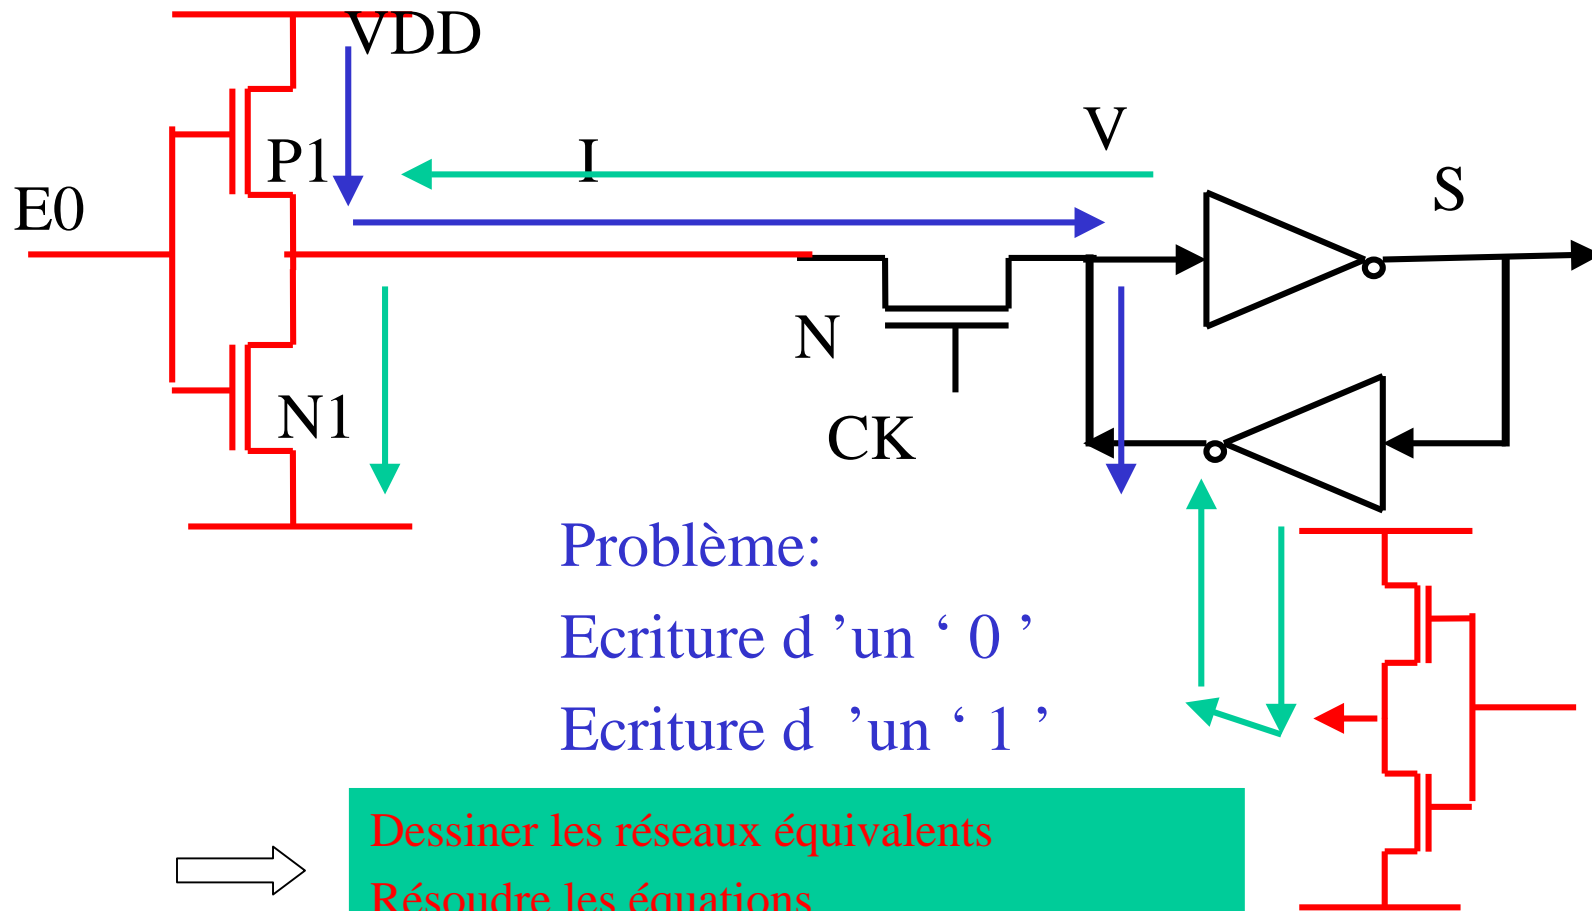 VDD
V
P1
I
E0
S
N
N1
CK
Problème:
Ecriture d ’un ‘ 0 ’
Ecriture d ’un ‘ 1 ’
Dessiner les réseaux équivalents
Résoudre les équations